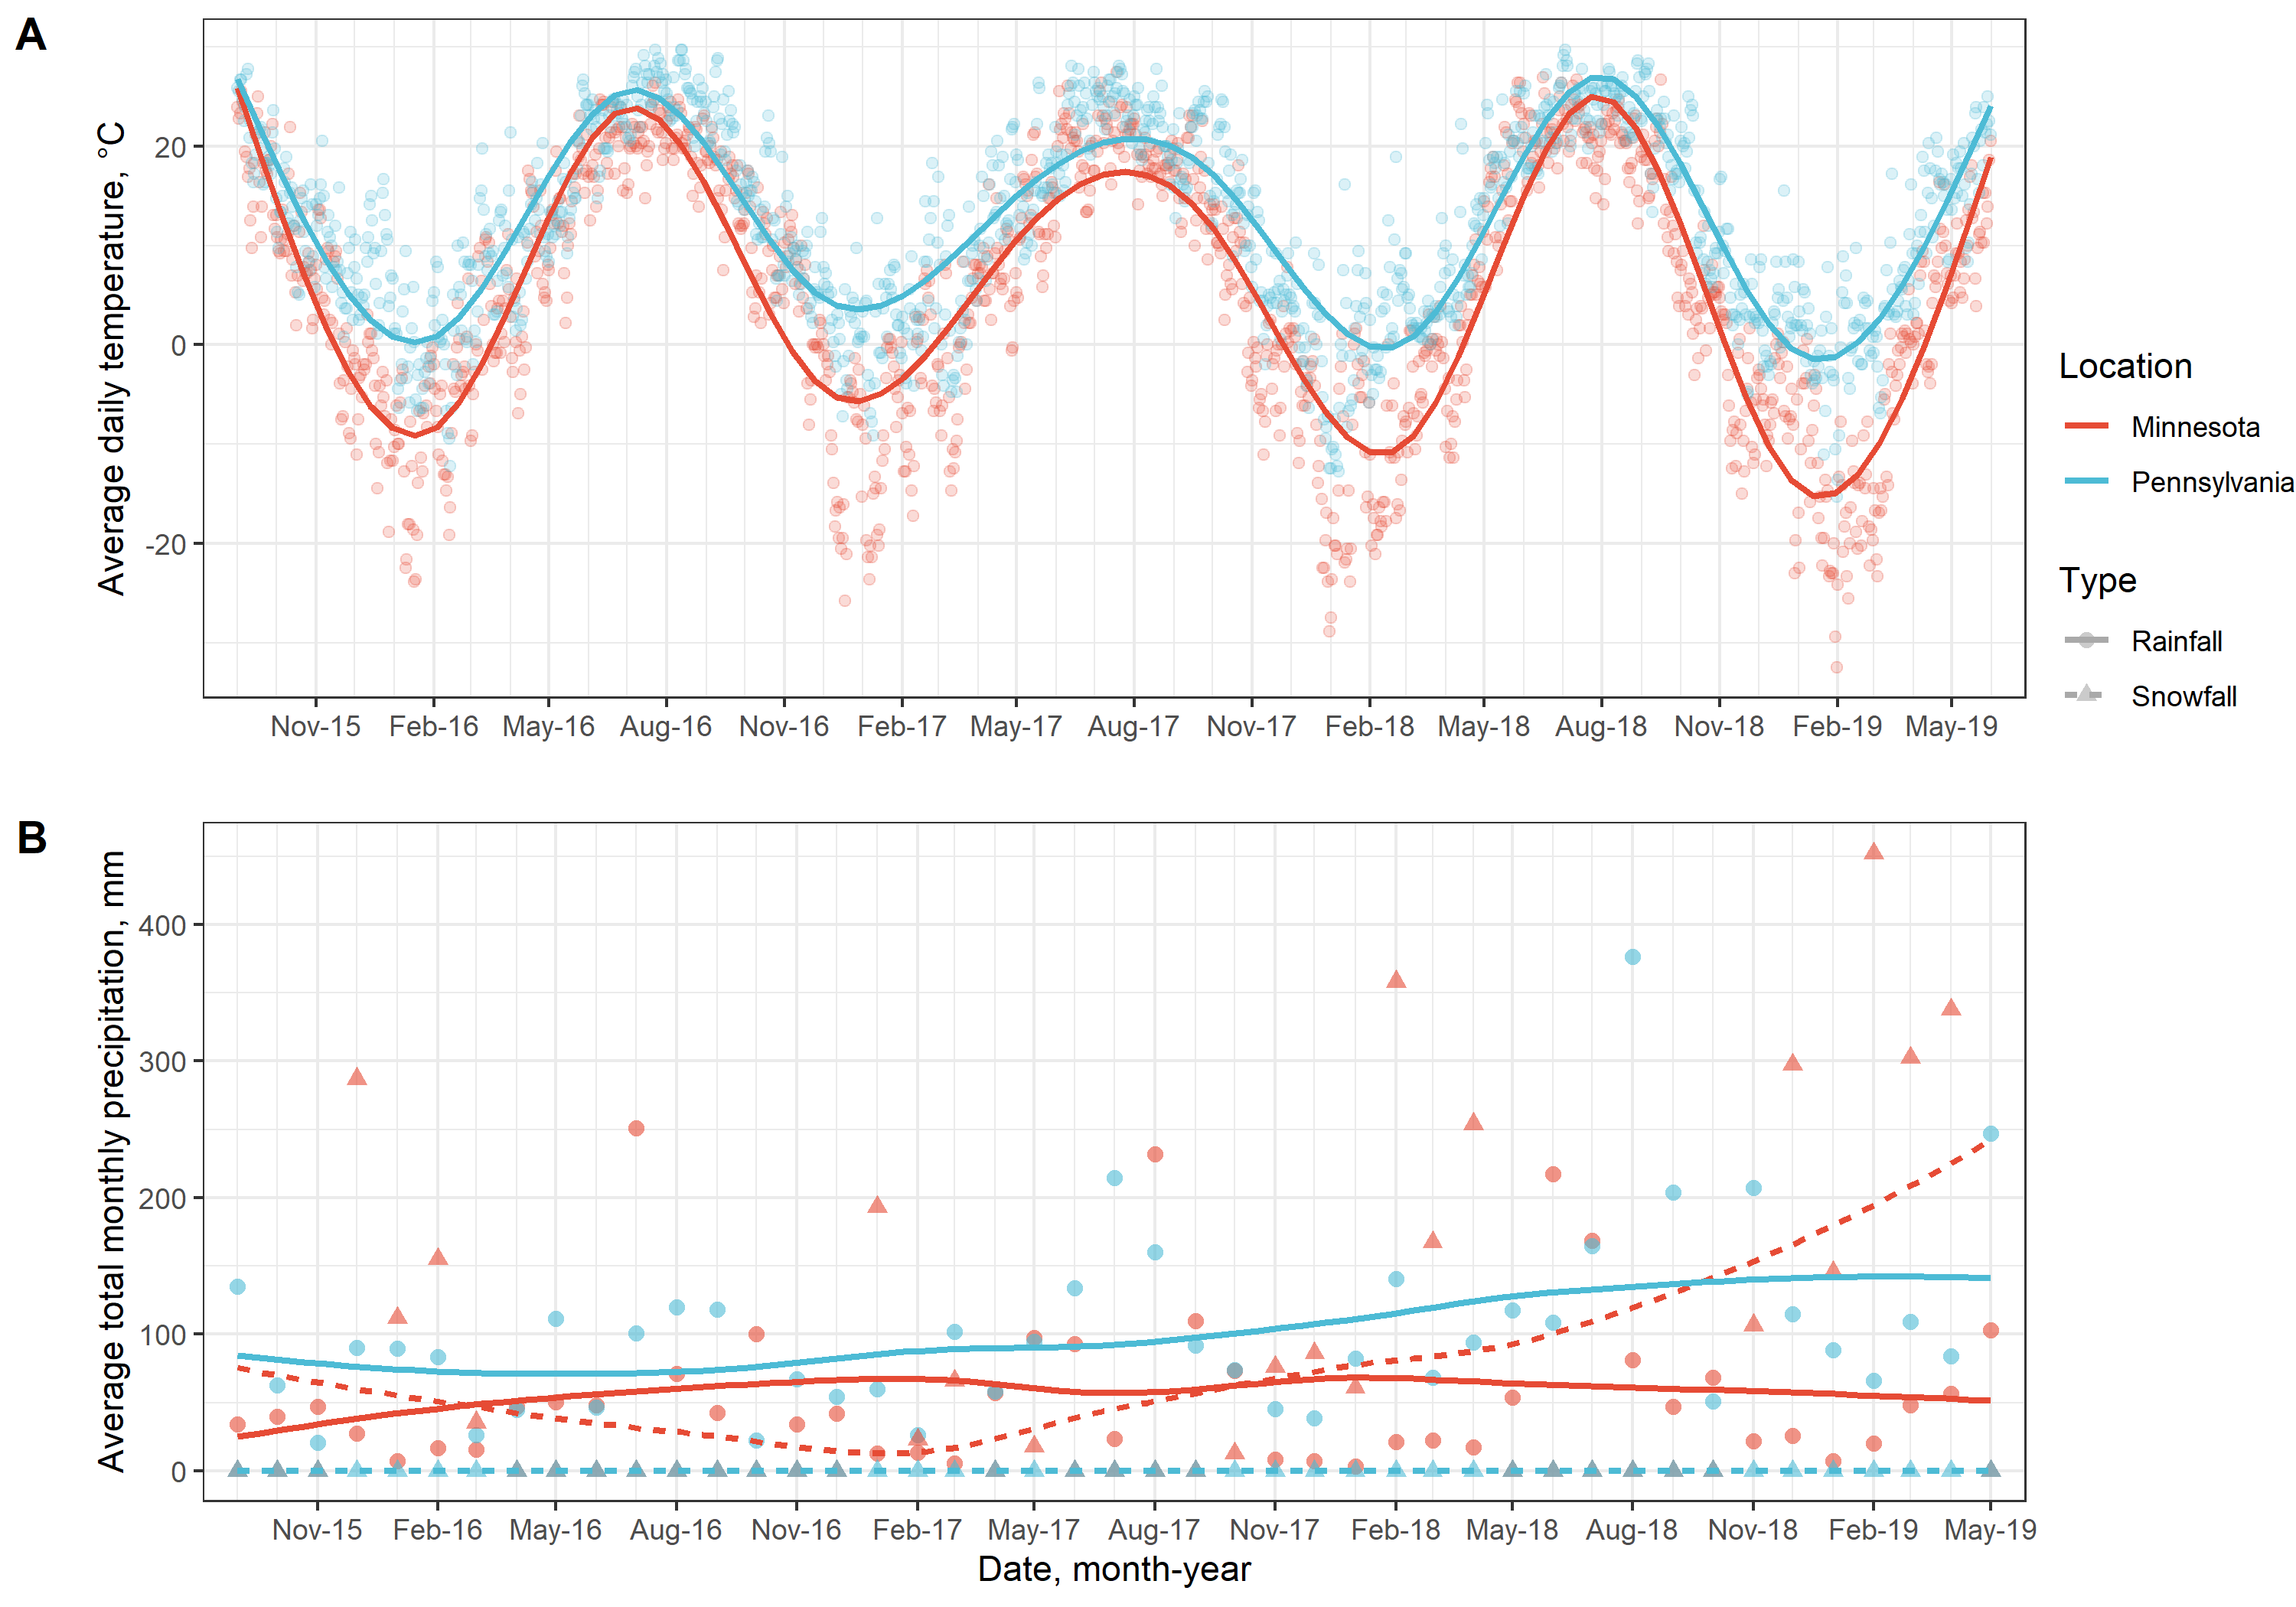 A
Average daily temperature, °C
20
0
-20
Nov-15 Feb-16 May-16 Aug-16 Nov-16 Feb-17 May-17 Aug-17 Nov-17 Feb-18 May-18 Aug-18 Nov-18 Feb-19 May-19
Location
Minnesota
Pennsylvania
Type
Rainfall
Snowfall
B
Average total monthly precipitation, mm
400
300
200
100
0
Nov-15 Feb-16 May-16 Aug-16 Nov-16 Feb-17 May-17 Aug-17 Nov-17 Feb-18 May-18 Aug-18 Nov-18 Feb-19 May-19
Date, month-year